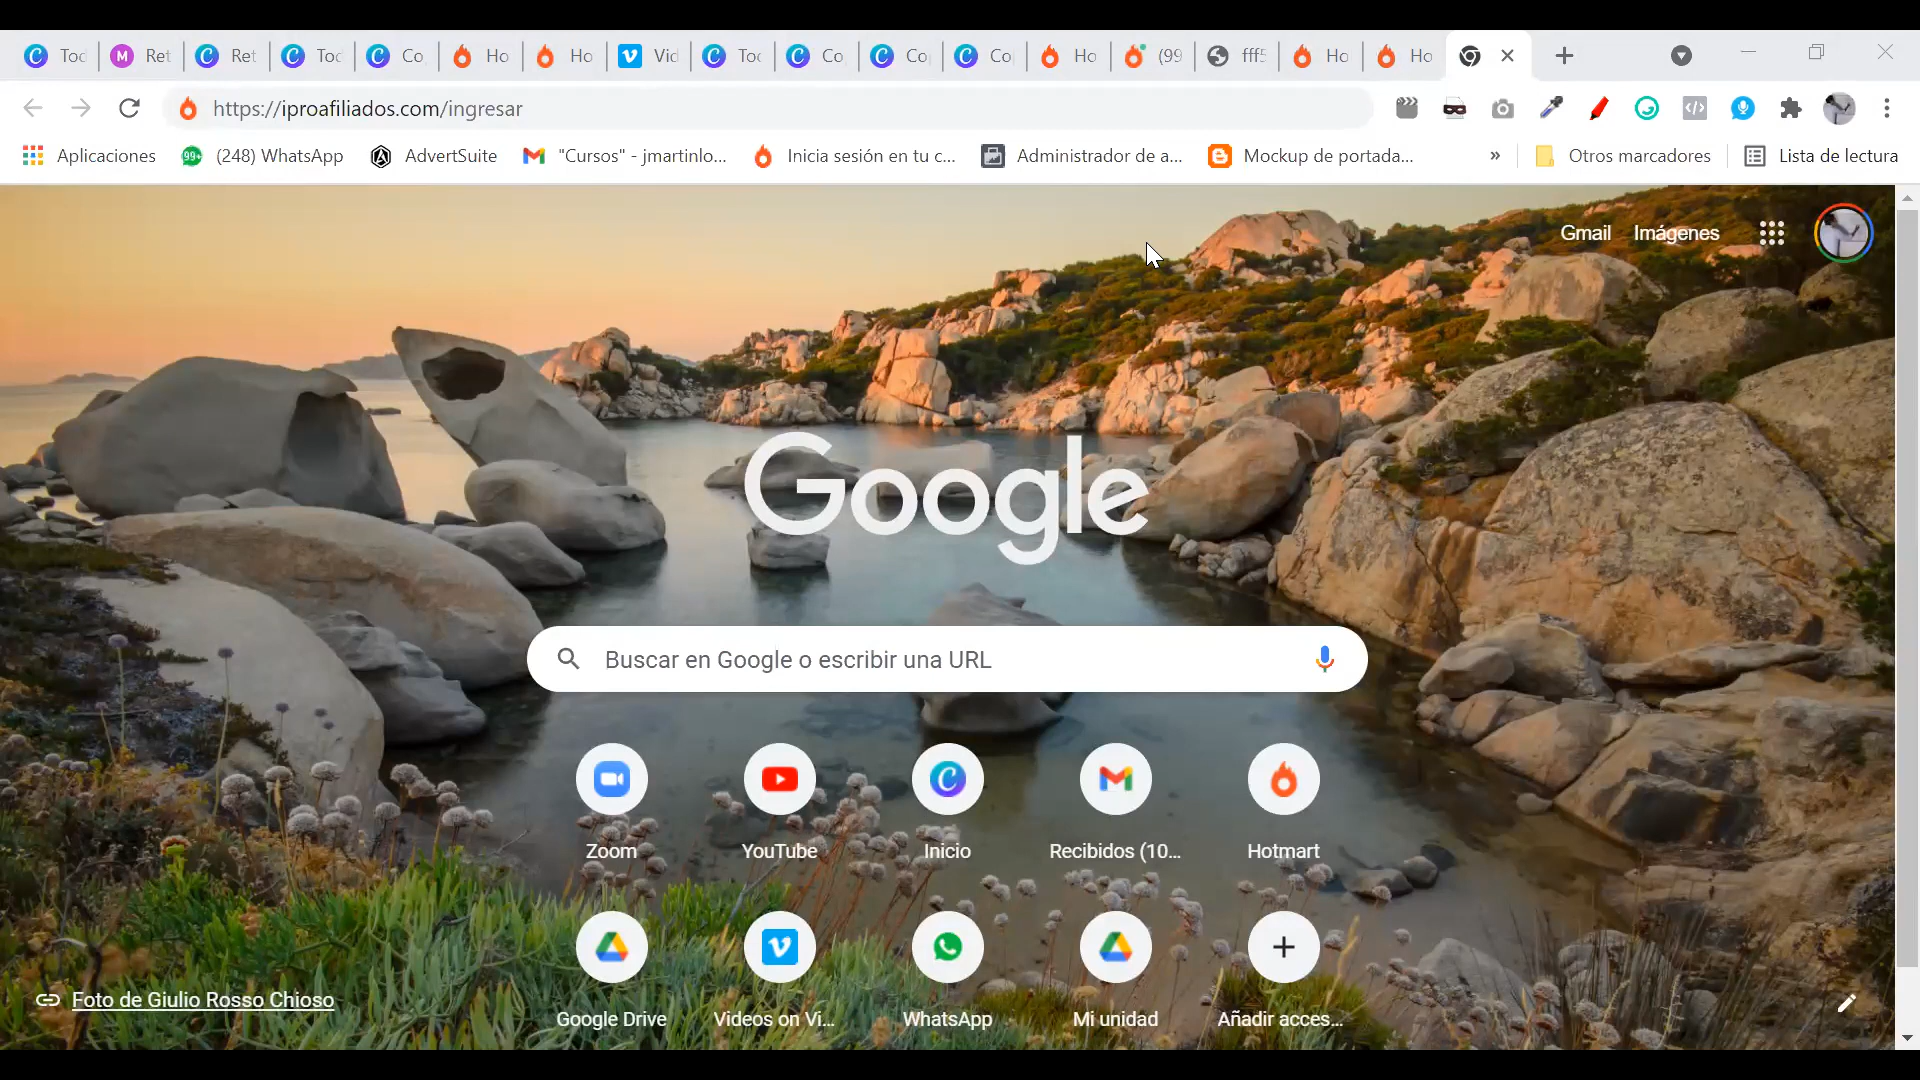 Toc Ret Ret Toc Co Ho Ho Vid Toc Co Co Co Ho (99 fff5 Ho Ho
https://iproafiliados.com/ingresar
Aplicaciones (248) WhatsApp AdvertSuite "Cursos" - jmartinlo... Inicia sesión en tu c... Administrador de a... Mockup de portada... » Otros marcadores Lista de lectura
Gmail Imágenes
Google
Buscar en Google o escribir una URL
Zoom YouTube Inicio Recibidos (10... Hotmart
Google Drive Videos on Vi... WhatsApp Mi unidad Añadir acces...
Foto de Giulio Rosso Chioso